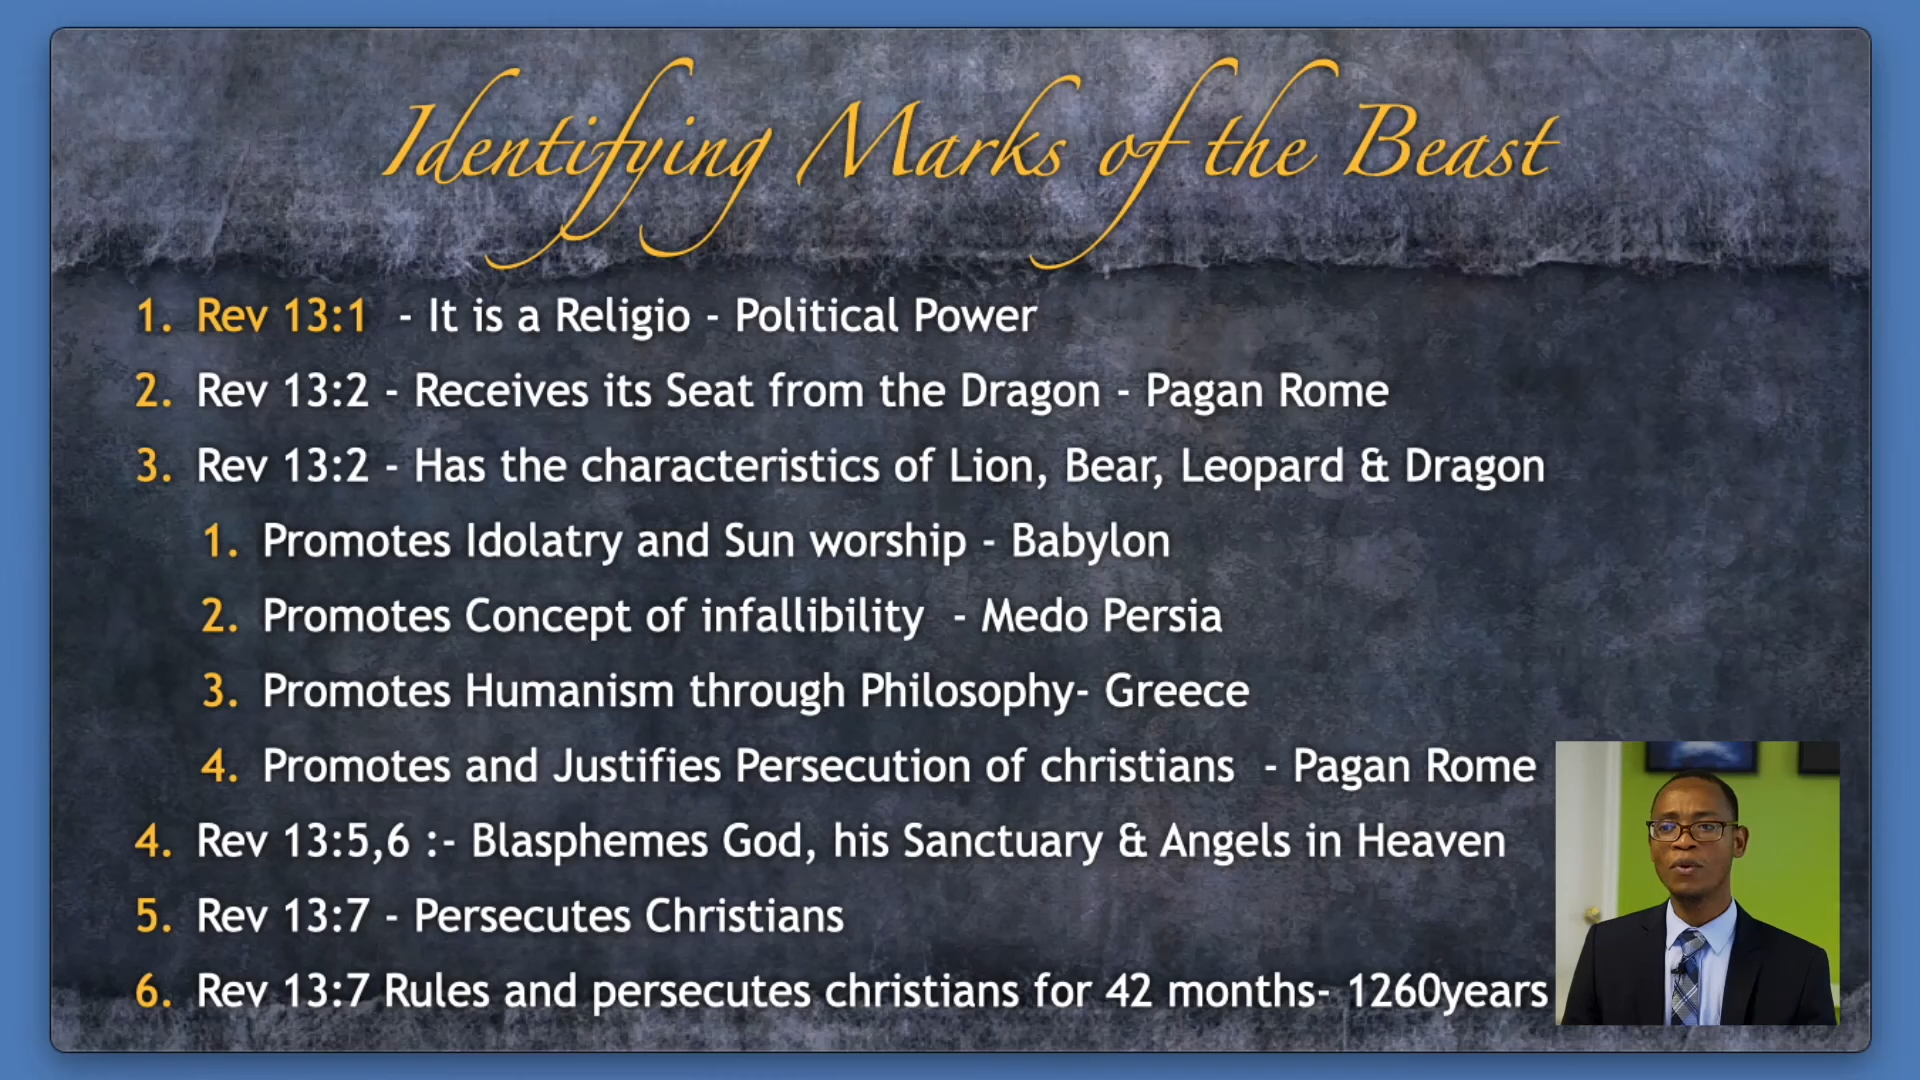 Identifying Marks of the Beast
1. Rev 13:1 - It is a Religio - Political Power
2. Rev 13:2 - Receives its Seat from the Dragon - Pagan Rome
3. Rev 13:2 - Has the characteristics of Lion, Bear, Leopard & Dragon
1. Promotes Idolatry and Sun worship - Babylon
2. Promotes Concept of infallibility - Medo Persia
3. Promotes Humanism through Philosophy- Greece
4. Promotes and Justifies Persecution of christians - Pagan Rome
4. Rev 13:5,6 :- Blasphemes God, his Sanctuary & Angels in Heaven
5. Rev 13:7 - Persecutes Christians
6. Rev 13:7 Rules and persecutes christians for 42 months- 1260years